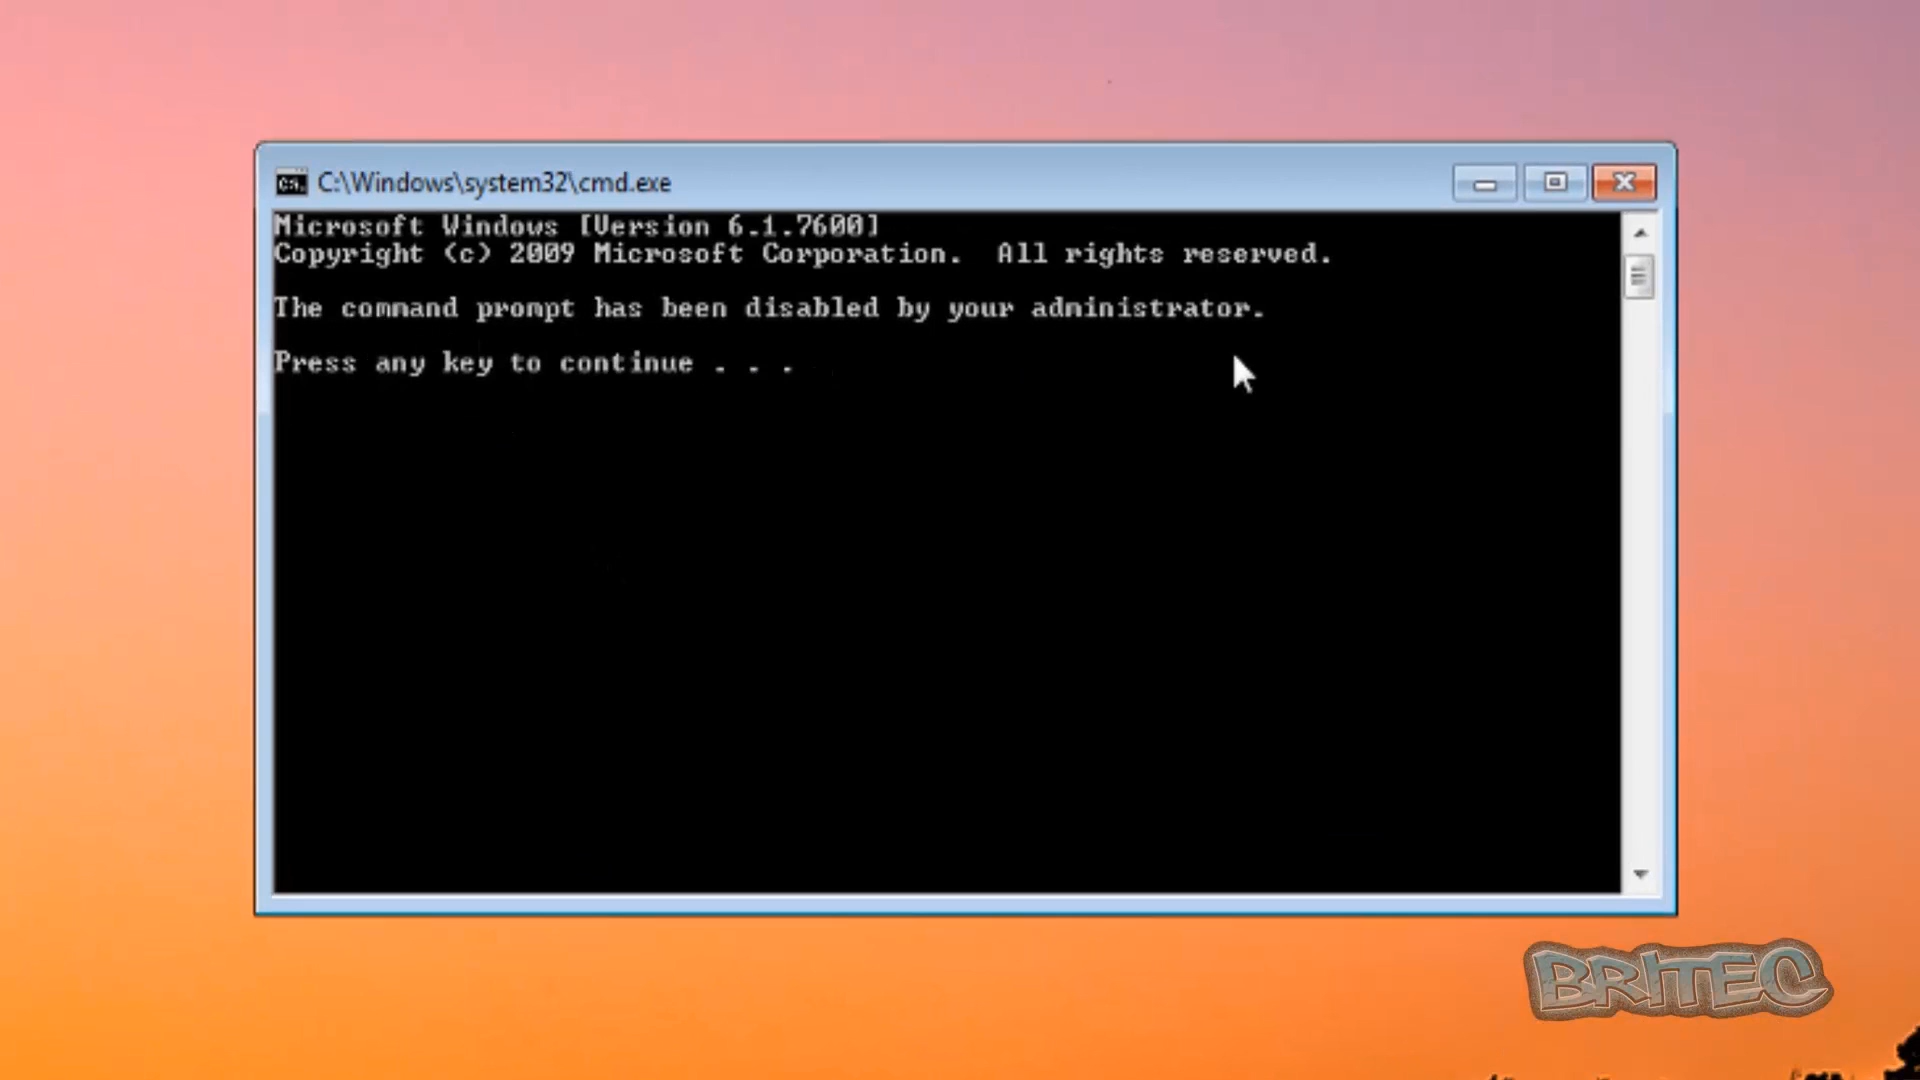 C:\Windows\system32\cmd.exe
Microsoft Windows [Version 6.1.7600]
Copyright (c) 2009 Microsoft Corporation.  All rights reserved.
The command prompt has been disabled by your administrator.
Press any key to continue . . .
BRITEC